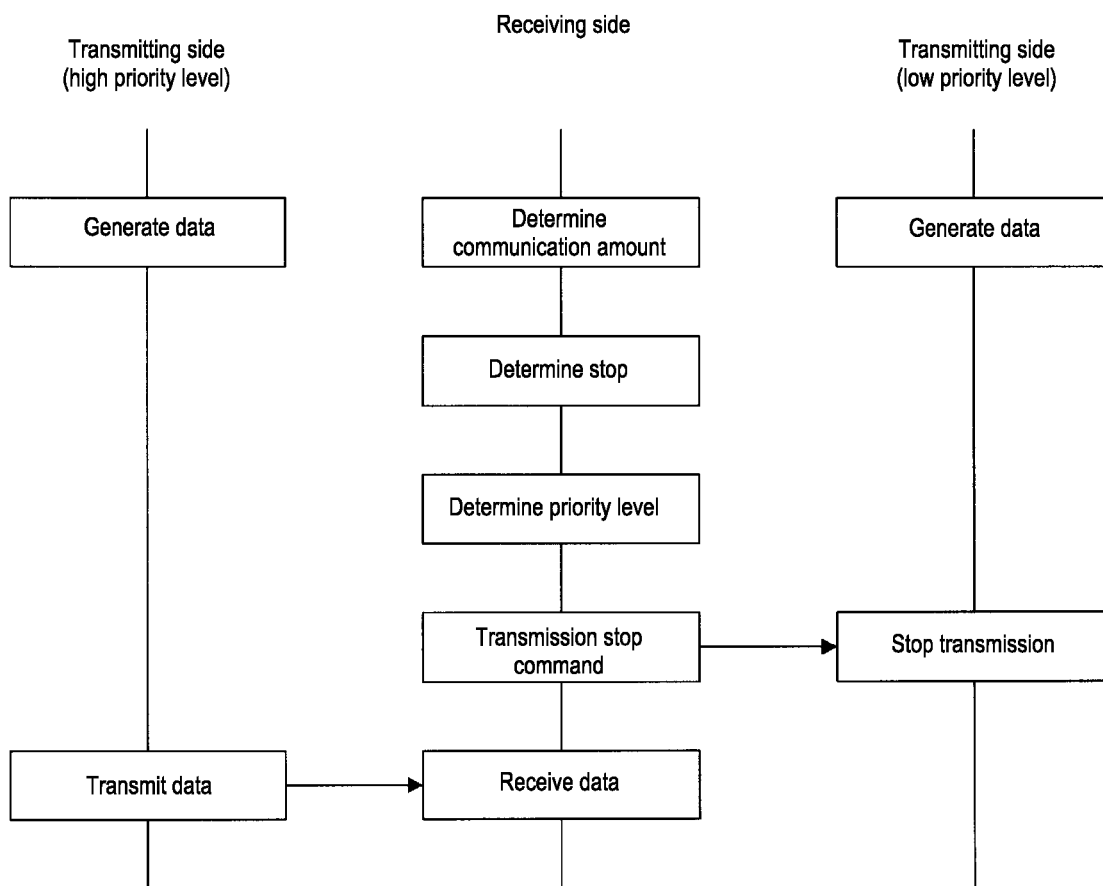 Receiving side
Transmitting side
(high priority level)
Transmitting side
(low priority level)
Generate data
Determine
communication amount
Generate data
Determine stop
Determine priority level
Transmission stop
command
Stop transmission
Transmit data
Receive data